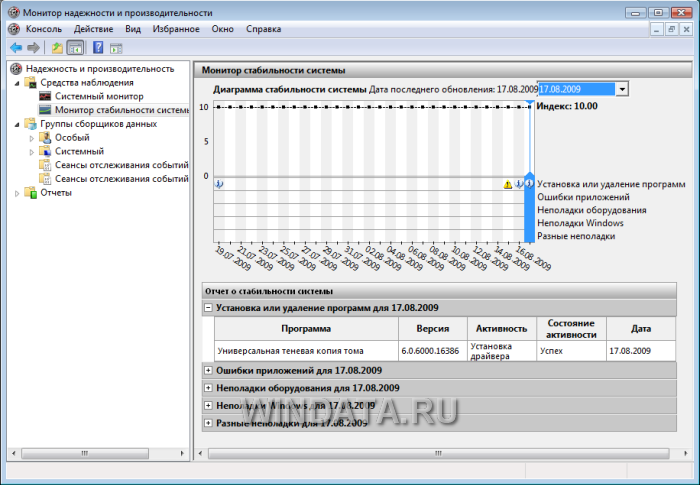 Монитор надежности и производительности
Консоль Действие Вид Избранное Окно Справка
Надежность и производительность
Средства наблюдения
Системный монитор
Монитор стабильности системы
Группы сборщиков данных
Особый
Системный
Сеансы отслеживания событий
Сеансы отслеживания событий
Отчеты
Монитор стабильности системы
Диаграмма стабильности системы Дата последнего обновления: 17.08.2009 17.08.2009
Индекс: 10.00
10
5
0
Установка или удаление программ
Ошибки приложений
Неполадки оборудования
Неполадки Windows
Разные неполадки
19.07.2009 21.07.2009 23.07.2009 25.07.2009 27.07.2009 29.07.2009 31.07.2009 02.08.2009 04.08.2009 06.08.2009 08.08.2009 10.08.2009 12.08.2009 14.08.2009 16.08.2009
Отчет о стабильности системы
Установка или удаление программ для 17.08.2009
Программа Версия Активность Состояние активности Дата
Универсальная теневая копия тома 6.0.6000.16386 Установка драйвера Успех 17.08.2009
Ошибки приложений для 17.08.2009
Неполадки оборудования для 17.08.2009
Неполадки Windows для 17.08.2009
Разные неполадки для 17.08.2009
WINDATA.RU